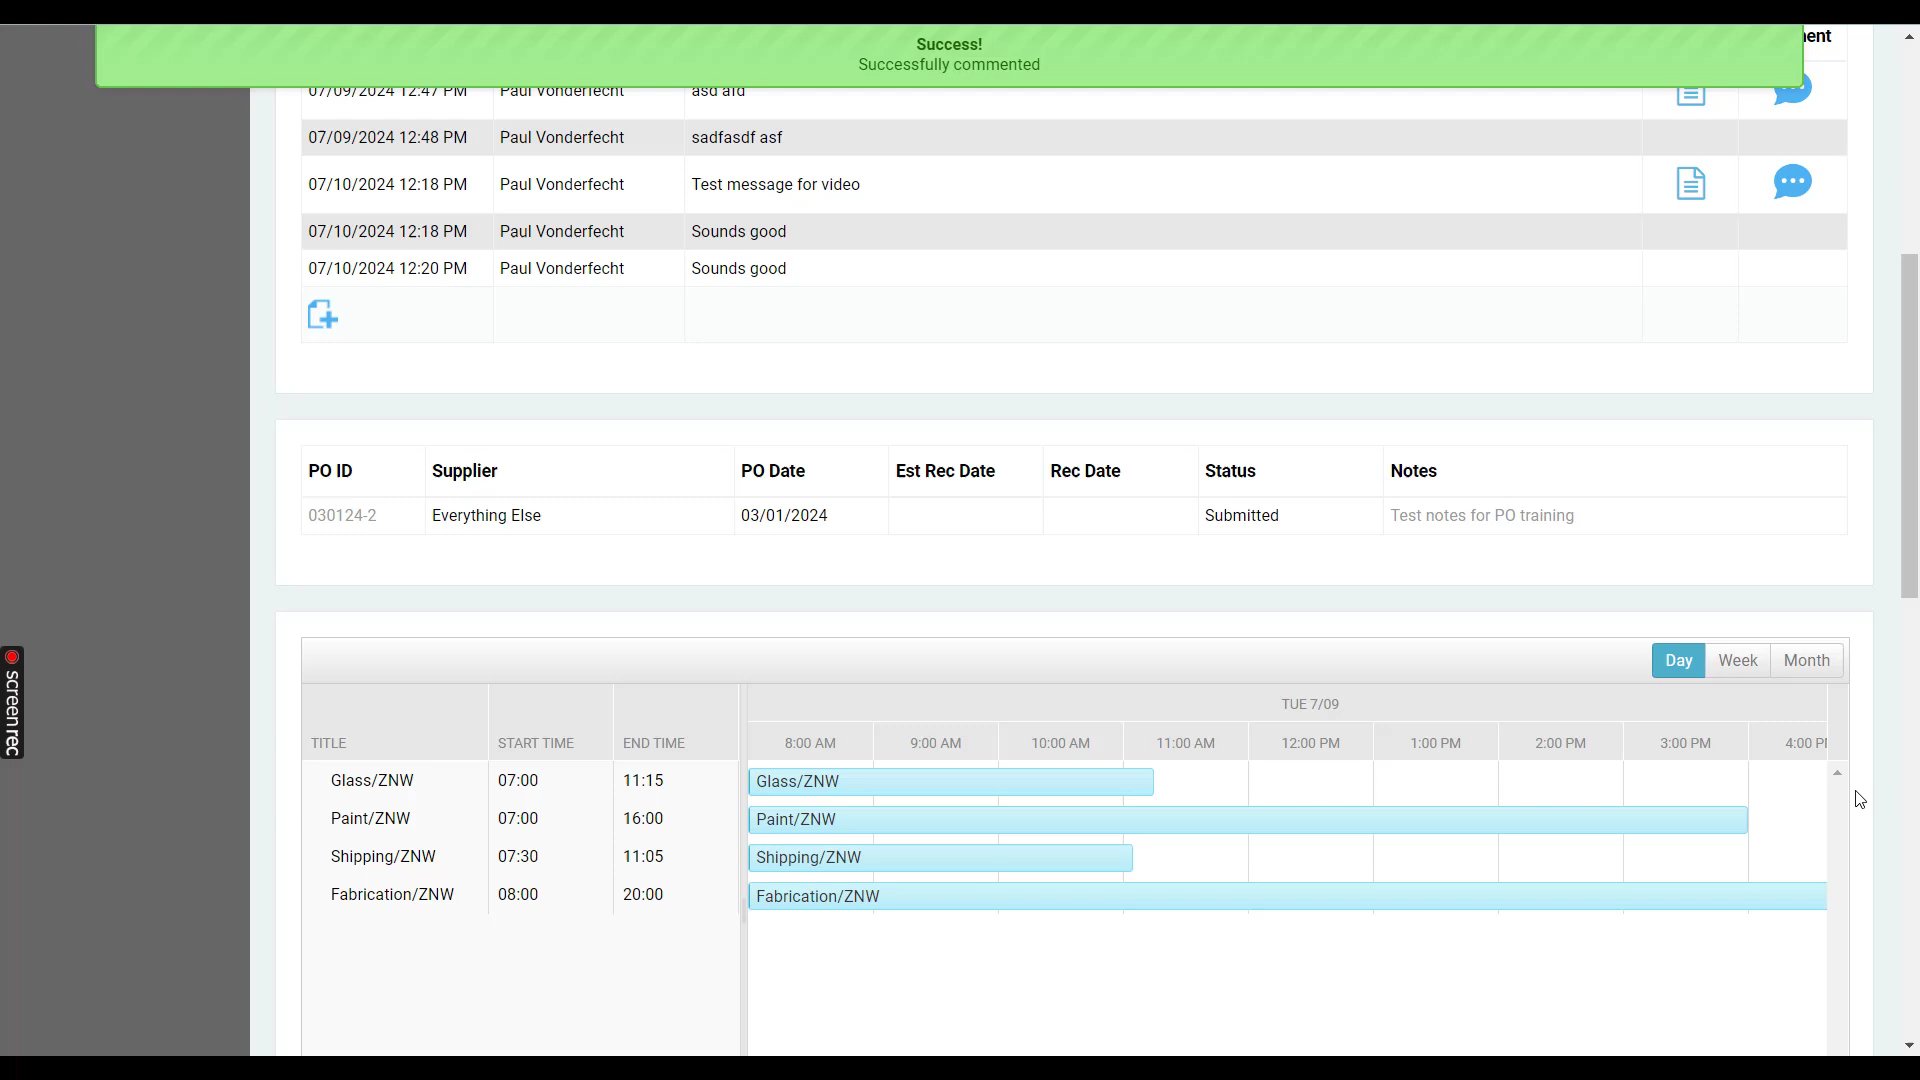 Success!
Successfully commented
ent
07/09/2024 12:47 PM Paul Vonderfecht asd afd
07/09/2024 12:48 PM Paul Vonderfecht sadfasdf asf
07/10/2024 12:18 PM Paul Vonderfecht Test message for video
07/10/2024 12:18 PM Paul Vonderfecht Sounds good
07/10/2024 12:20 PM Paul Vonderfecht Sounds good
PO ID Supplier PO Date Est Rec Date Rec Date Status Notes
030124-2 Everything Else 03/01/2024 Submitted Test notes for PO training
Day Week Month
TUE 7/09
TITLE START TIME END TIME 8:00 AM 9:00 AM 10:00 AM 11:00 AM 12:00 PM 1:00 PM 2:00 PM 3:00 PM 4:00 P
Glass/ZNW 07:00 11:15 Glass/ZNW
Paint/ZNW 07:00 16:00 Paint/ZNW
Shipping/ZNW 07:30 11:05 Shipping/ZNW
Fabrication/ZNW 08:00 20:00 Fabrication/ZNW
screenrec